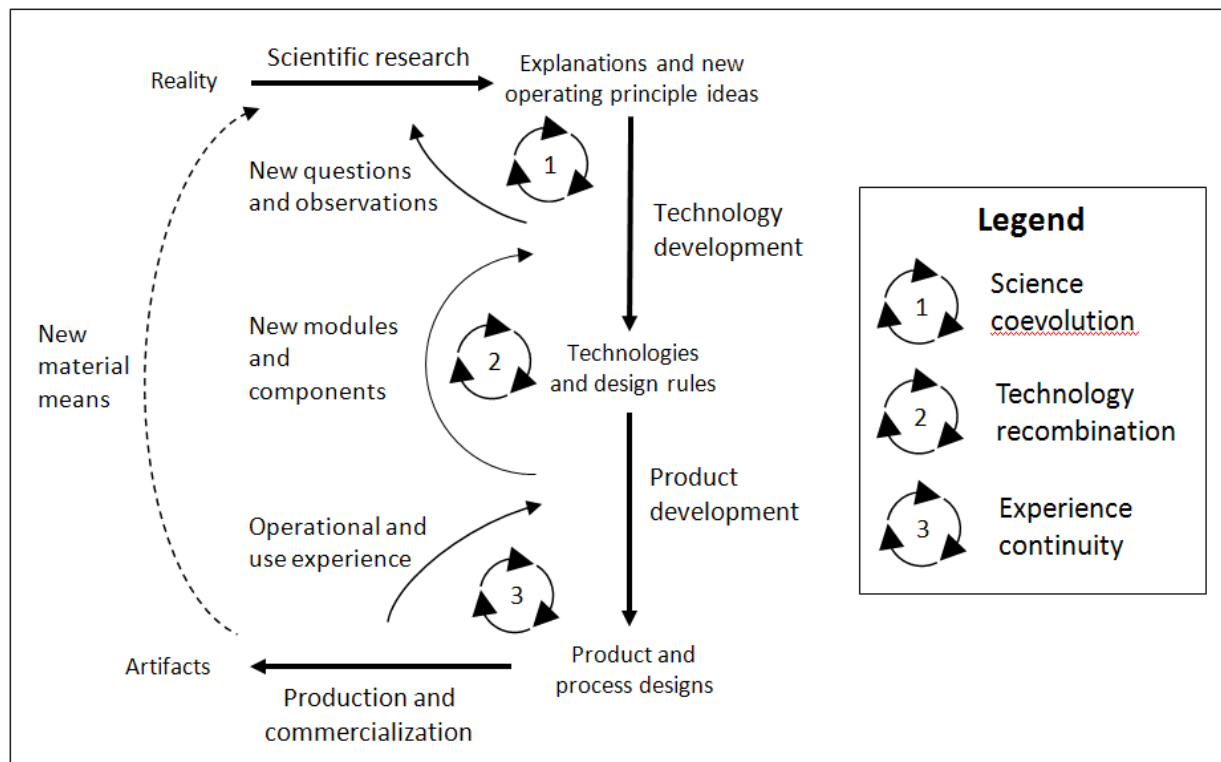 Scientific research
Reality
Explanations and new
operating principle ideas
1
New questions
and observations
Technology
development
New
material
means
New modules
and
components
2
Technologies
and design rules
Product
development
Operational and
use experience
3
Artifacts
Product and
process designs
Production and
commercialization
Legend
1
Science
coevolution
2
Technology
recombination
3
Experience
continuity